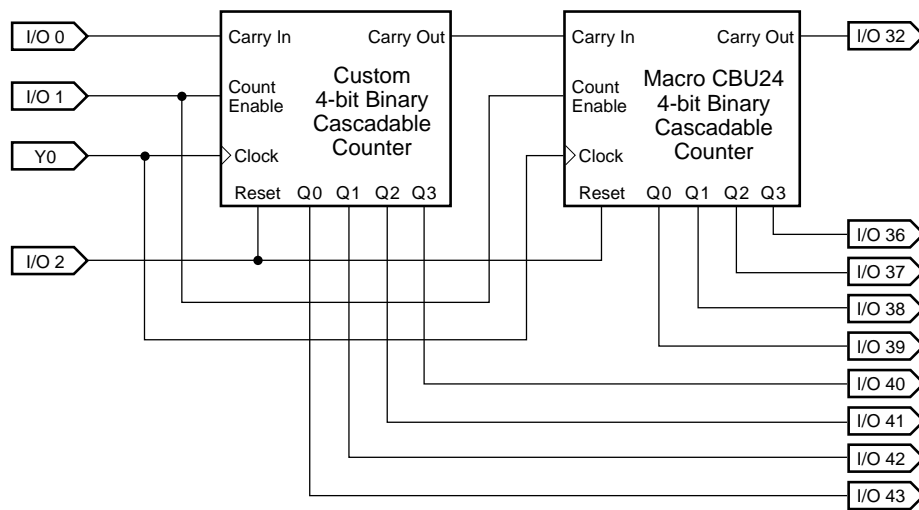 I/O 0
Carry In
Carry Out
Carry In
Carry Out
I/O 32
Custom
4-bit Binary
Cascadable
Counter
Macro CBU24
4-bit Binary
Cascadable
Counter
I/O 1
Count
Enable
Count
Enable
Y0
Clock
Clock
Reset Q0 Q1 Q2 Q3
Reset Q0 Q1 Q2 Q3
I/O 2
I/O 36
I/O 37
I/O 38
I/O 39
I/O 40
I/O 41
I/O 42
I/O 43